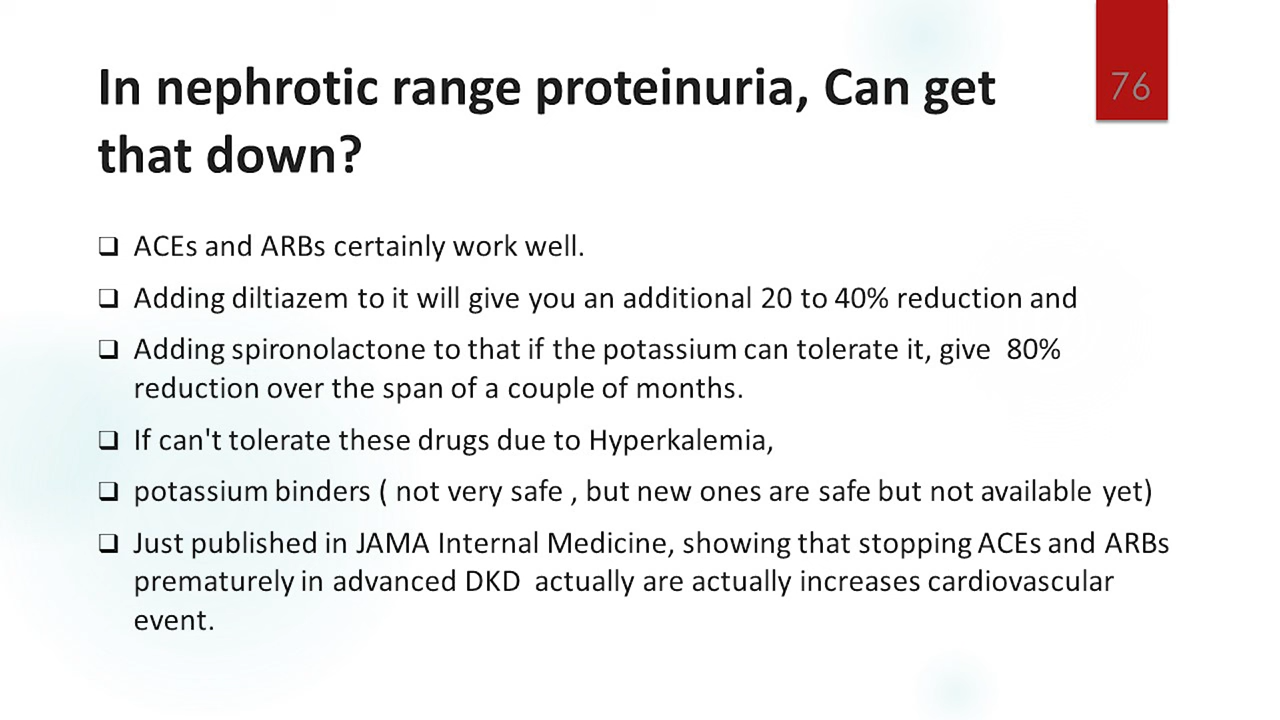 In nephrotic range proteinuria, Can get
that down?
76
❑ ACEs and ARBs certainly work well.
❑ Adding diltiazem to it will give you an additional 20 to 40% reduction and
❑ Adding spironolactone to that if the potassium can tolerate it, give  80%
reduction over the span of a couple of months.
❑ If can't tolerate these drugs due to Hyperkalemia,
❑ potassium binders ( not very safe , but new ones are safe but not available yet)
❑ Just published in JAMA Internal Medicine, showing that stopping ACEs and ARBs
prematurely in advanced DKD  actually are actually increases cardiovascular
event.